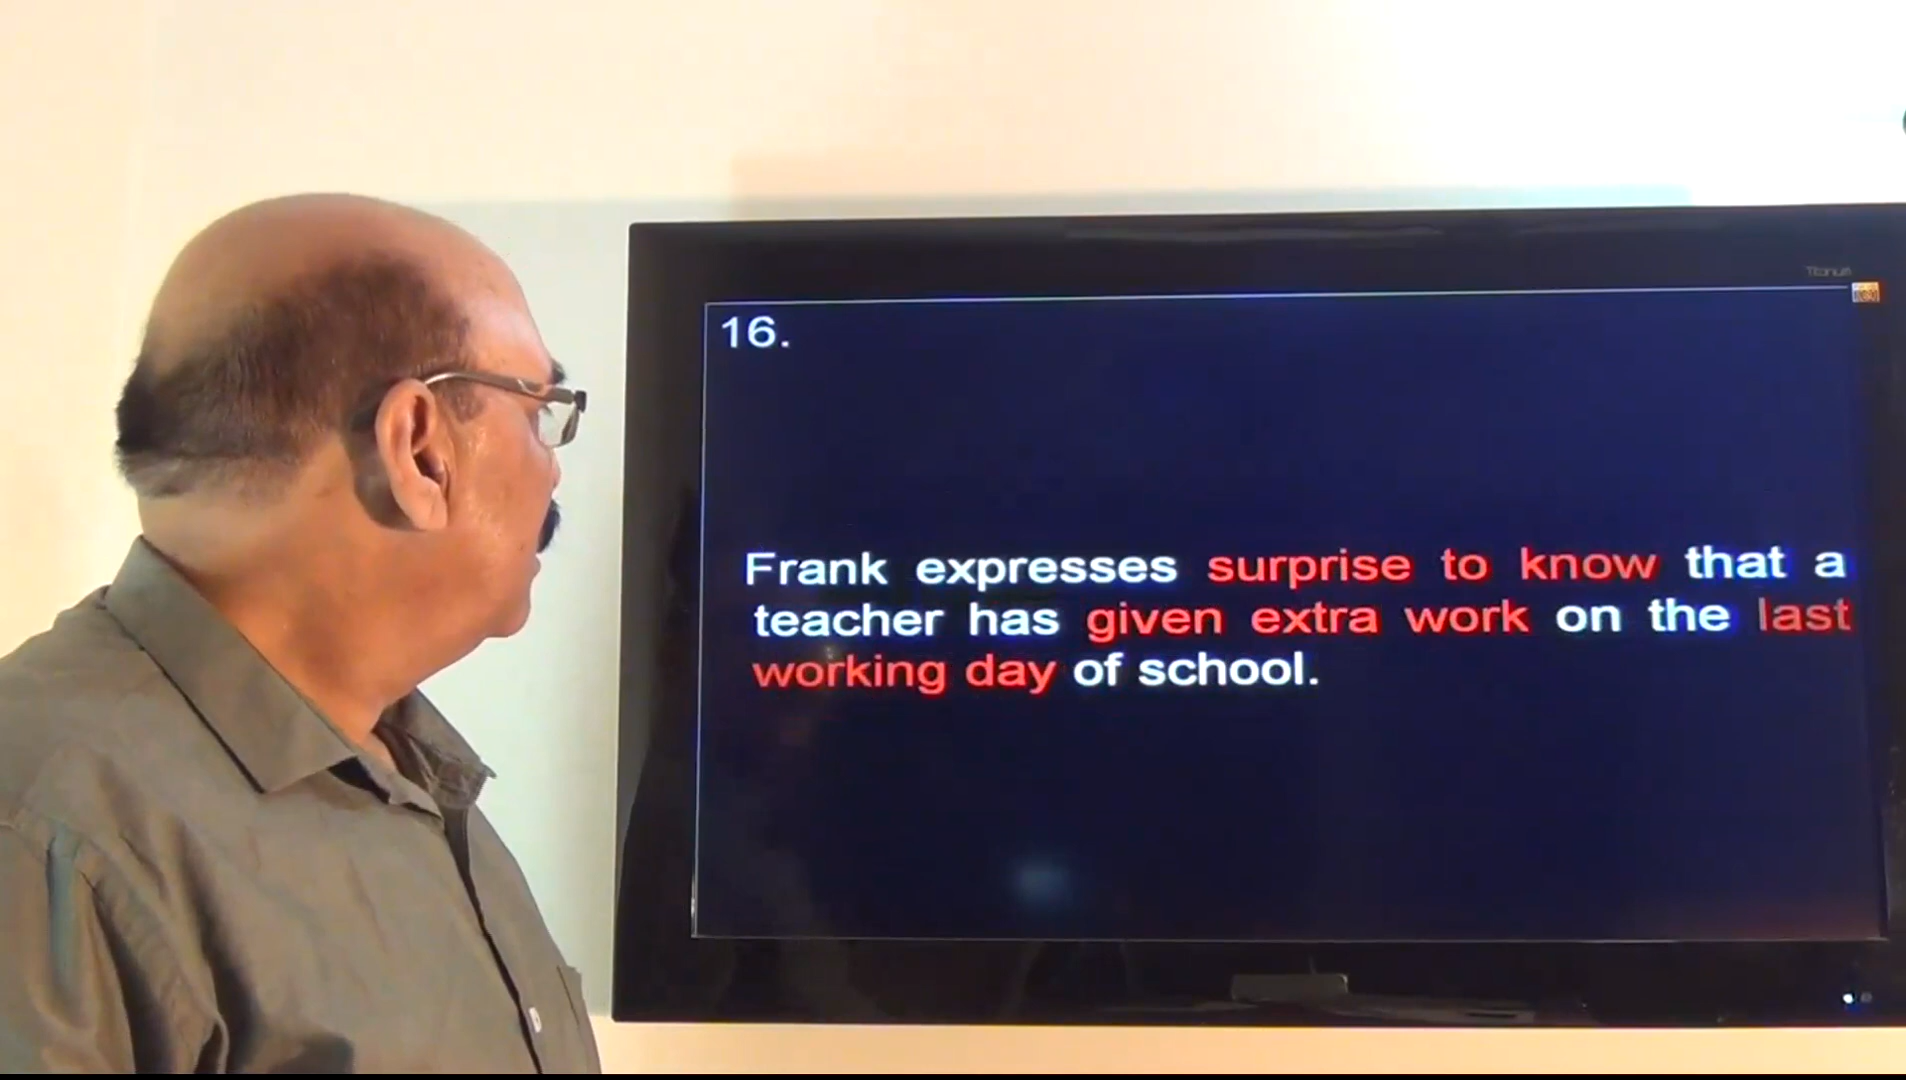 16.
Frank expresses surprise to know that a
teacher has given extra work on the last
working day of school.